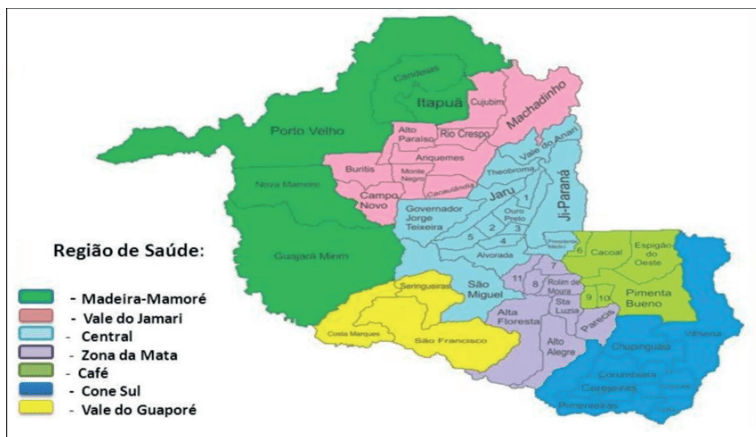 Candeias
Itapuã
Porto Velho
Cujubim
Machadinho
Alto
Paraíso
Rio Crespo
Ariquemes
Buritis
Monte
Negro
Campo
Novo
Cacaulândia
Nova Mamoré
Guajará Mirim
Vale do Anari
Theobroma
Jaru
1
Governador
Jorge
Teixeira
Ouro
Preto
2
3
5
4
Ji-Paraná
Presidente
Médici
Alvorada
São
Miguel
Seringueras
Costa Marques
São Francisco
7
11
8
Rolim de
Moura
Alta
Floresta
Sta
Luzia
Parecis
Alto
Alegre
6
Cacoal
Espigão
do
Oeste
9
10
Pimenta
Bueno
Vilhena
Chupinguaia
Corumbiara
Cerejeiras
Pimenteiras
Região de Saúde:
- Madeira-Mamoré
- Vale do Jamari
- Central
- Zona da Mata
- Café
- Cone Sul
- Vale do Guaporé